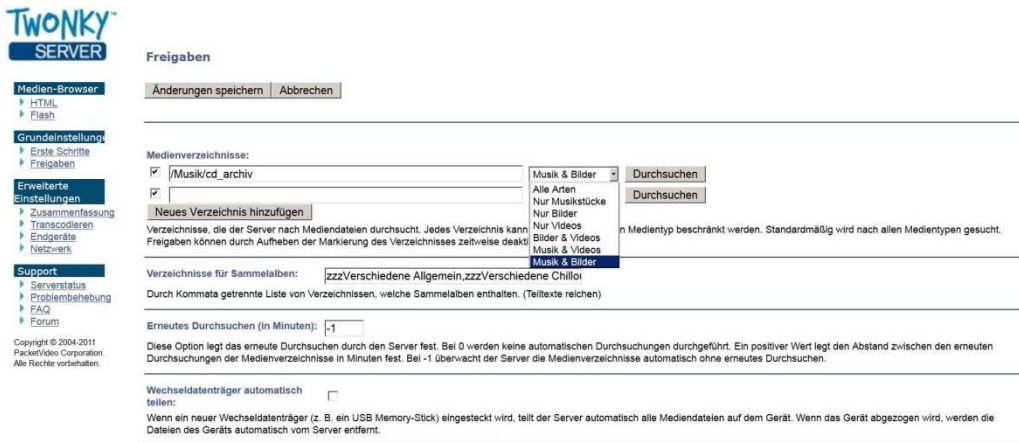 TWONKY™
SERVER
Freigaben
Änderungen speichern Abbrechen
Medien-Browser
HTML
Flash
Grundeinstellunge
Erste Schritte
Freigaben
Erweiterte
Einstellungen
Zusammenfassung
Transcodieren
Endgeräte
Netzwerk
Support
Serverstatus
Problembehebung
FAQ
Forum
Copyright © 2004-2011
PacketVideo Corporation.
Alle Rechte vorbehalten.
Medienverzeichnisse:
/Musik/cd_archiv Musik & Bilder Durchsuchen
Durchsuchen
Alle Arten
Nur Musikstücke
Nur Bilder
Nur Videos
Bilder & Videos
Musik & Videos
Musik & Bilder
Neues Verzeichnis hinzufügen
Verzeichnisse, die der Server nach Mediendateien durchsucht. Jedes Verzeichnis kann n Medientyp beschränkt werden. Standardmäßig wird nach allen Medientypen gesucht.
Freigaben können durch Aufheben der Markierung des Verzeichnisses zeitweise deakti
Verzeichnisse für Sammelalben: zzzVerschiedene Allgemein,zzzVerschiedene Chillou
Durch Kommata getrennte Liste von Verzeichnissen, welche Sammelalben enthalten. (Teiltexte reichen)
Erneutes Durchsuchen (in Minuten): -1
Diese Option legt das erneute Durchsuchen durch den Server fest. Bei 0 werden keine automatischen Durchsuchungen durchgeführt. Ein positiver Wert legt den Abstand zwischen den erneuten
Durchsuchungen der Medienverzeichnisse in Minuten fest. Bei -1 überwacht der Server die Medienverzeichnisse automatisch ohne erneutes Durchsuchen.
Wechseldatenträger automatisch
teilen:
Wenn ein neuer Wechseldatenträger (z. B. ein USB Memory-Stick) eingesteckt wird, teilt der Server automatisch alle Mediendateien auf dem Gerät. Wenn das Gerät abgezogen wird, werden die
Dateien des Geräts automatisch vom Server entfernt.